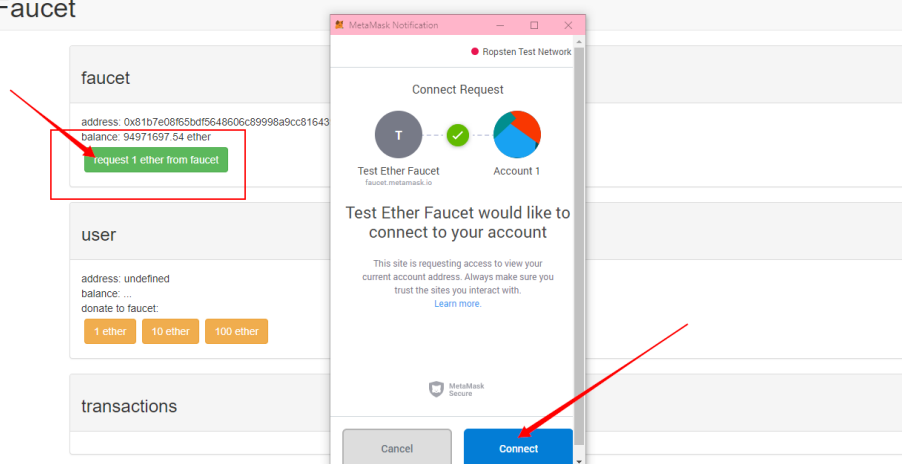 Faucet
faucet
address: 0x81b7e08f65bdf5648606c89998a9cc81643
balance: 94971697.54 ether
request 1 ether from faucet
user
address: undefined
balance: ...
donate to faucet:
1 ether
10 ether
100 ether
transactions
MetaMask Notification
Ropsten Test Network
Connect Request
T
Test Ether Faucet
faucet.metamask.io
Account 1
Test Ether Faucet would like to
connect to your account
This site is requesting access to view your
current account address. Always make sure you
trust the sites you interact with.
Learn more.
MetaMask
Secure
Cancel
Connect